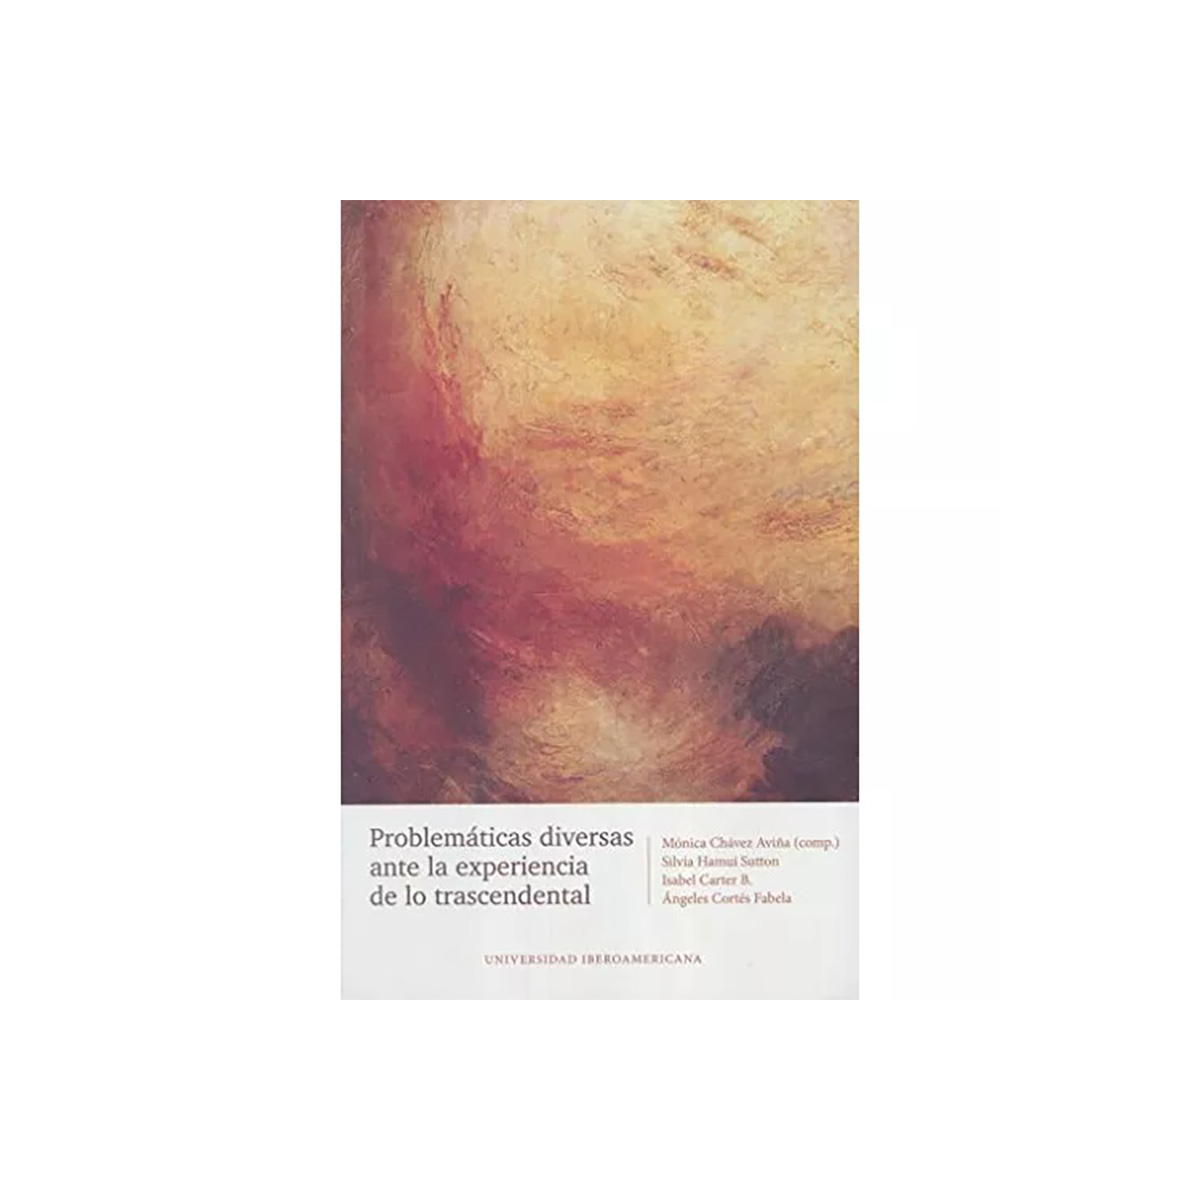 Problemáticas diversas
ante la experiencia
de lo trascendental
Mónica Chávez Aviña (comp.)
Silvia Hamui Sutton
Isabel Carter B.
Ángeles Cortés Fabela
UNIVERSIDAD IBEROAMERICANA